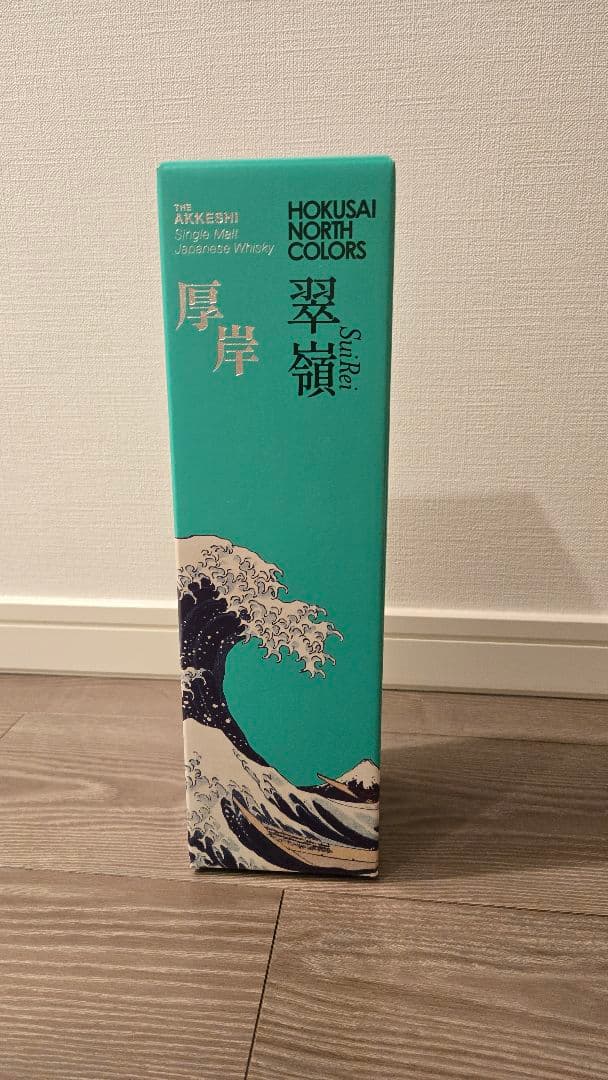 THE
AKKESHI
Single Malt
Japanese Whisky
厚岸
HOKUSAI
NORTH
COLORS
翠嶺
SuiRei